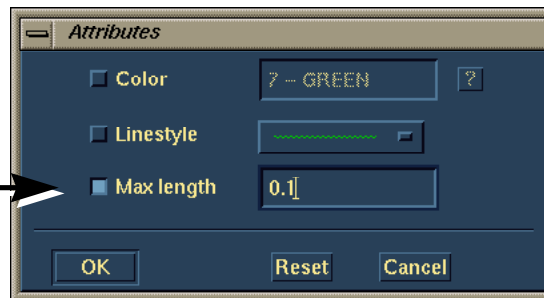 Attributes
Color 7 - GREEN ?
Linestyle
Max length 0.1
OK Reset Cancel